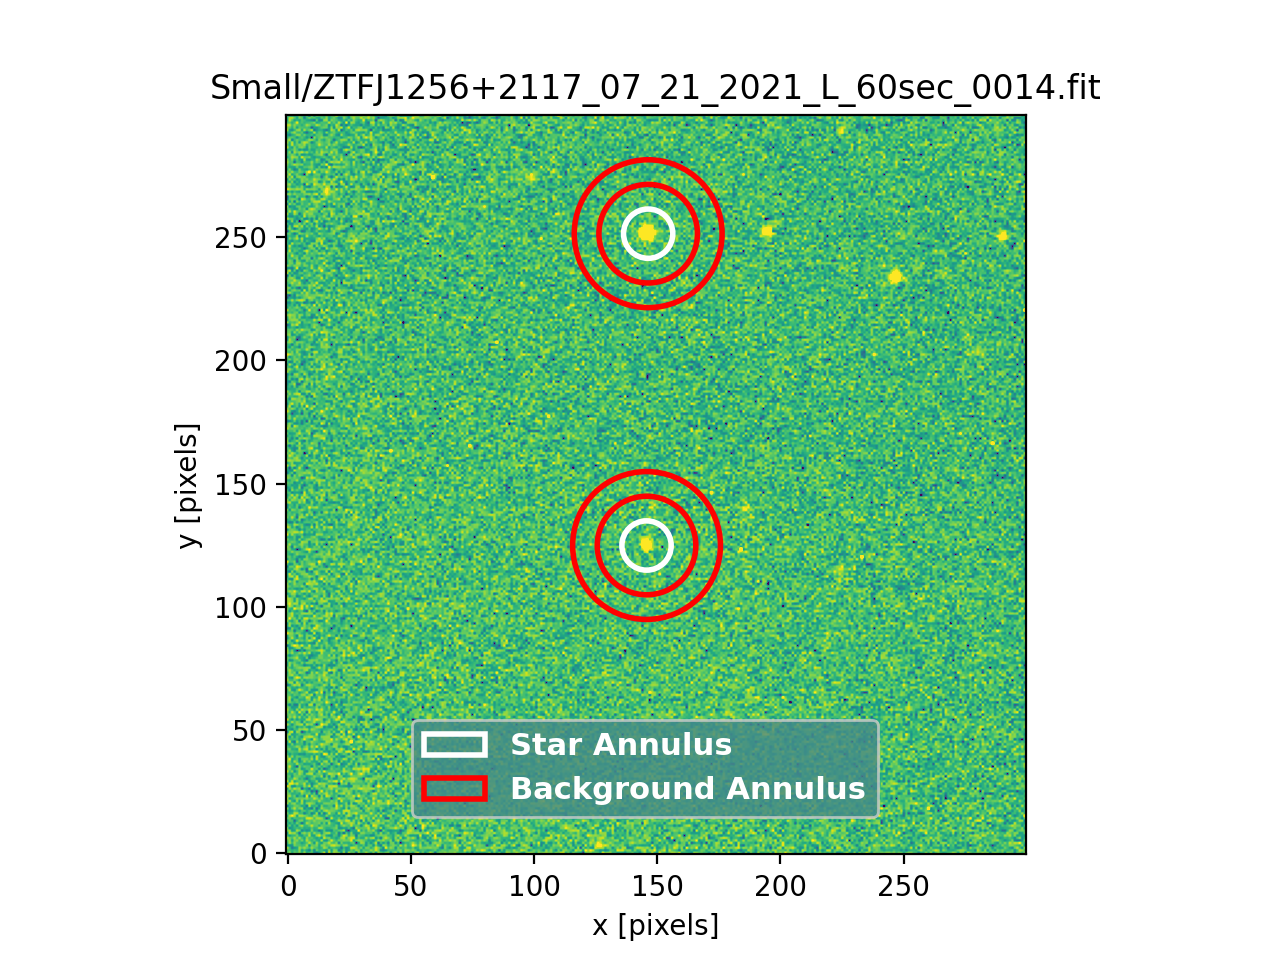 Small/ZTFJ1256+2117_07_21_2021_L_60sec_0014.fit
250
200
150
100
50
0
y [pixels]
Star Annulus
Background Annulus
0 50 100 150 200 250
x [pixels]